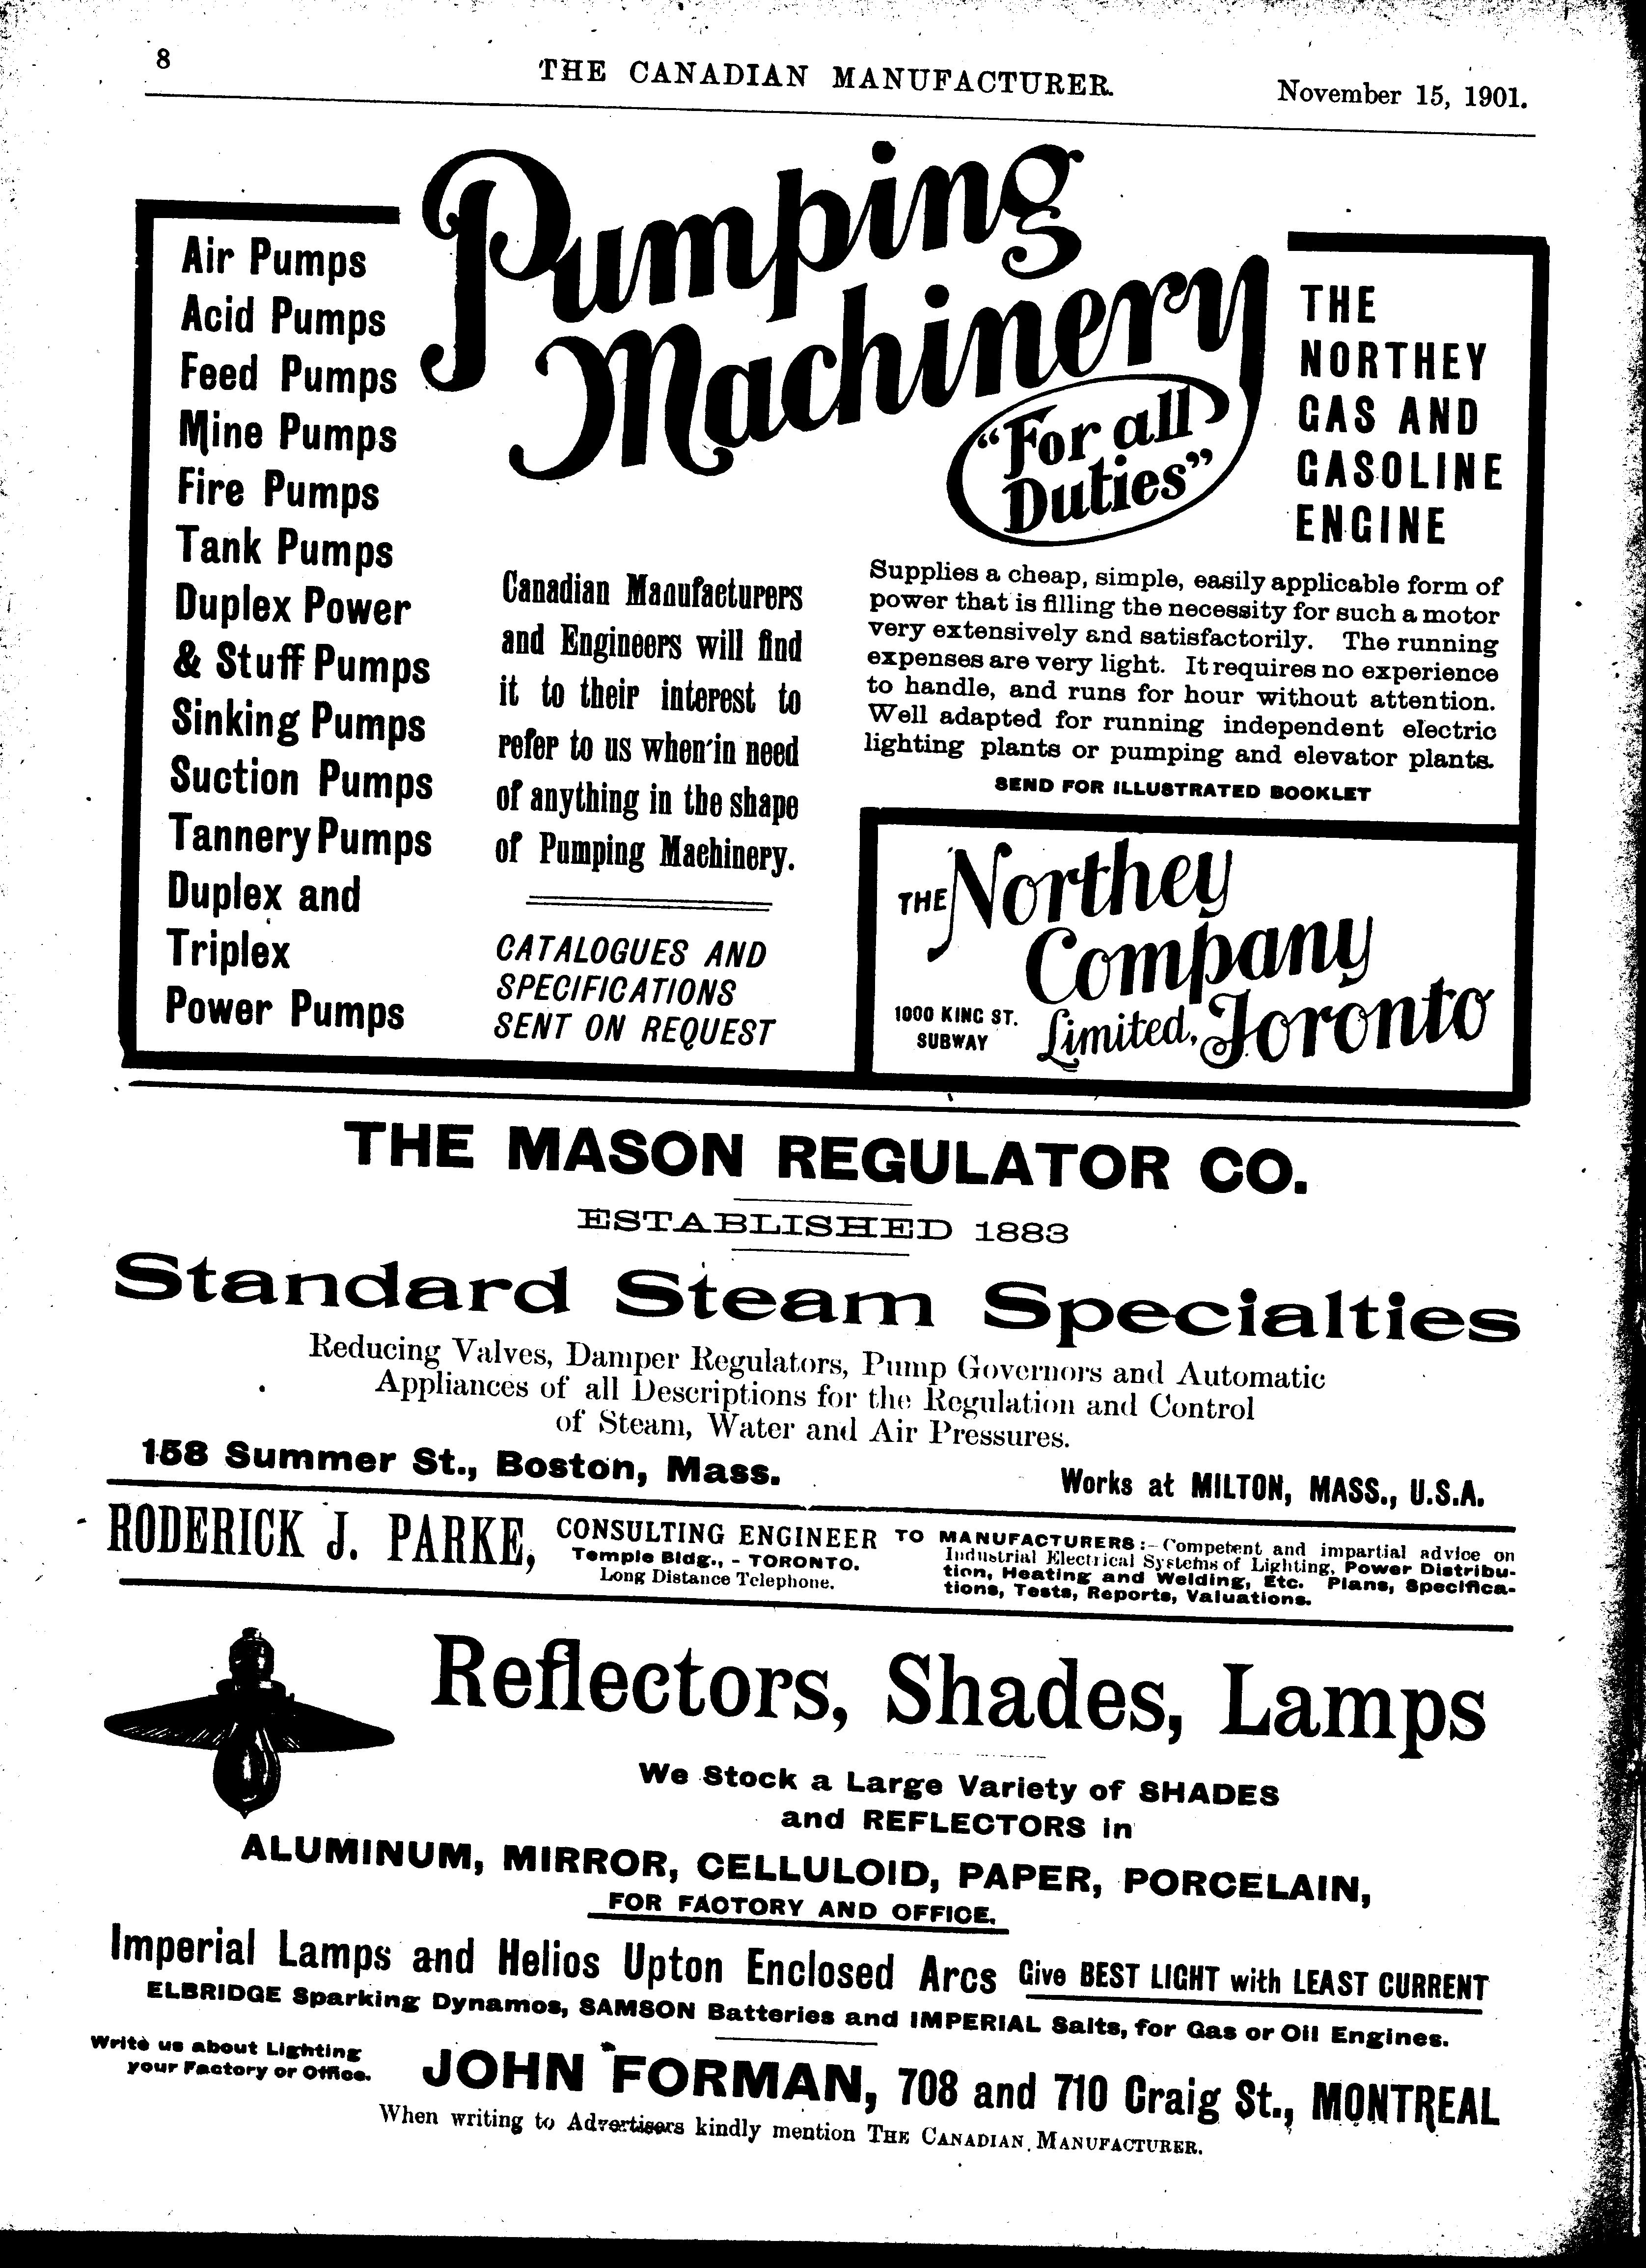 8
THE CANADIAN MANUFACTURER.
November 15, 1901.
Pumping
Machinery
"For all
Duties"
Air Pumps
Acid Pumps
Feed Pumps
Mine Pumps
Fire Pumps
Tank Pumps
Duplex Power
& Stuff Pumps
Sinking Pumps
Suction Pumps
Tannery Pumps
Duplex and
Triplex
Power Pumps
Canadian Manufacturers
and Engineers will find
it to their interest to
refer to us when in need
of anything in the shape
of Pumping Machinery.
CATALOGUES AND
SPECIFICATIONS
SENT ON REQUEST
THE
NORTHEY
GAS AND
GASOLINE
ENGINE
Supplies a cheap, simple, easily applicable form of
power that is filling the necessity for such a motor
very extensively and satisfactorily. The running
expenses are very light. It requires no experience
to handle, and runs for hour without attention.
Well adapted for running independent electric
lighting plants or pumping and elevator plants.
SEND FOR ILLUSTRATED BOOKLET
THE Northey
Company
Limited, Toronto
1000 KING ST.
SUBWAY
THE MASON REGULATOR CO.
ESTABLISHED 1883
Standard Steam Specialties
Reducing Valves, Damper Regulators, Pump Governors and Automatic
Appliances of all Descriptions for the Regulation and Control
of Steam, Water and Air Pressures.
158 Summer St., Boston, Mass.
Works at MILTON, MASS., U.S.A.
RODERICK J. PARKE,
CONSULTING ENGINEER
Temple Bldg., - TORONTO.
Long Distance Telephone.
TO MANUFACTURERS:—Competent and impartial advice on
Industrial Electrical Systems of Lighting, Power Distribu-
tion, Heating and Welding, Etc. Plans, Specifica-
tions, Tests, Reports, Valuations.
Reflectors, Shades, Lamps
We Stock a Large Variety of SHADES
and REFLECTORS in
ALUMINUM, MIRROR, CELLULOID, PAPER, PORCELAIN,
FOR FACTORY AND OFFICE.
Imperial Lamps and Helios Upton Enclosed Arcs Give BEST LIGHT with LEAST CURRENT
ELBRIDGE Sparking Dynamos, SAMSON Batteries and IMPERIAL Salts, for Gas or Oil Engines.
Write us about Lighting
your Factory or Office.
JOHN FORMAN, 708 and 710 Craig St., MONTREAL
When writing to Advertisers kindly mention THE CANADIAN MANUFACTURER.